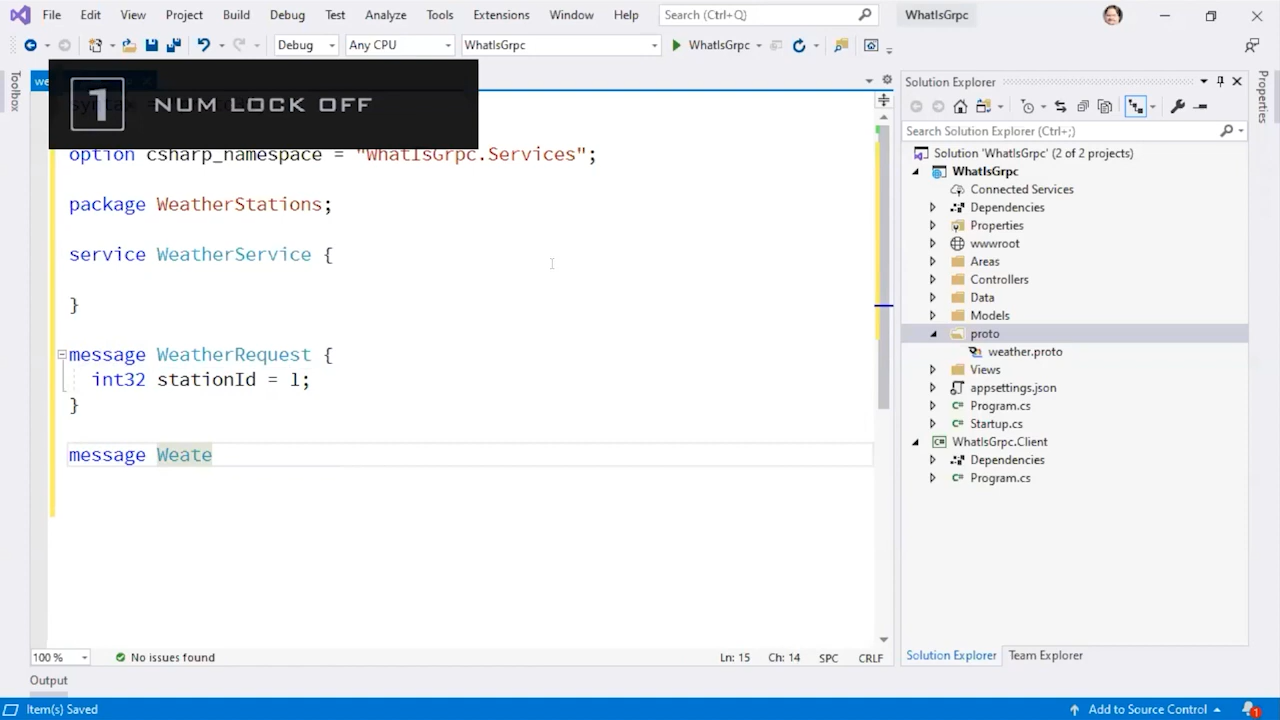 File Edit View Project Build Debug Test Analyze Tools Extensions Window Help Search (Ctrl+Q) WhatIsGrpc
Debug Any CPU WhatIsGrpc WhatIsGrpc
Toolbox
we
1 NUM LOCK OFF
option csharp_namespace = "WhatIsGrpc.Services";
package WeatherStations;
service WeatherService {
}
message WeatherRequest {
int32 stationId = 1;
}
message Weate
100 % No issues found Ln: 15 Ch: 14 SPC CRLF
Output
Solution Explorer
Search Solution Explorer (Ctrl+;)
Solution 'WhatIsGrpc' (2 of 2 projects)
WhatIsGrpc
Connected Services
Dependencies
Properties
wwwroot
Areas
Controllers
Data
Models
proto
weather.proto
Views
appsettings.json
Program.cs
Startup.cs
WhatIsGrpc.Client
Dependencies
Program.cs
Solution Explorer Team Explorer
Properties
Item(s) Saved Add to Source Control 1